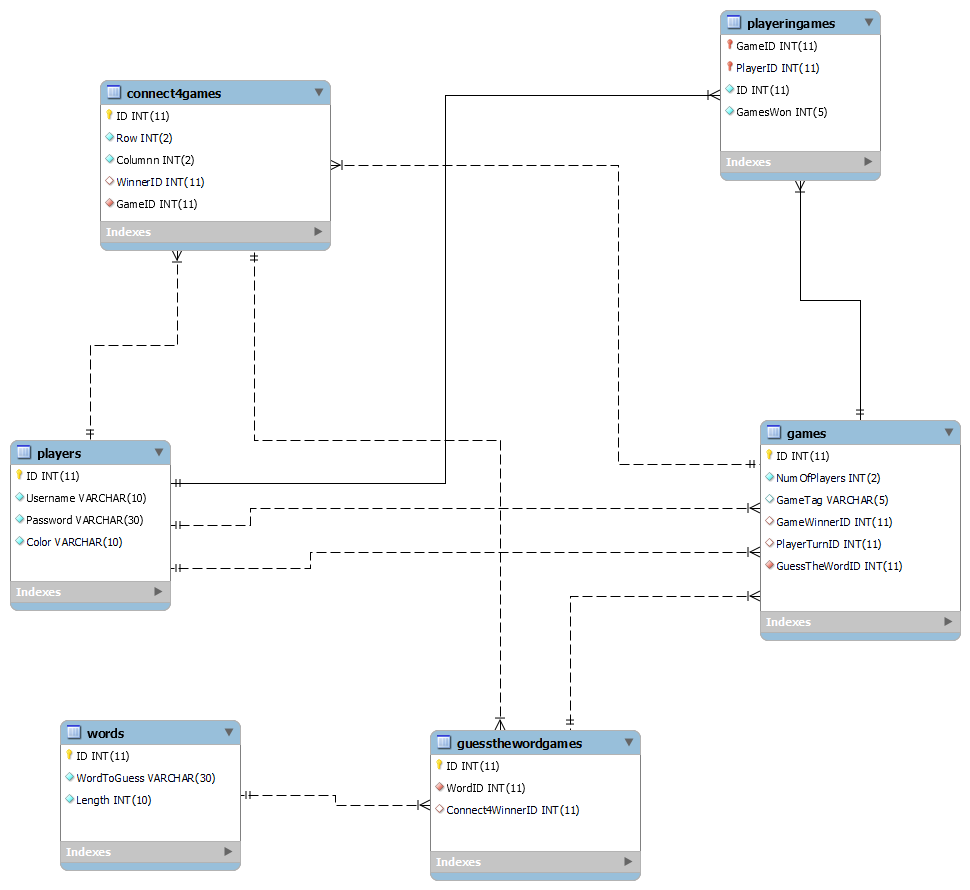 playeringames
GameID INT(11)
PlayerID INT(11)
ID INT(11)
GamesWon INT(5)
Indexes
connect4games
ID INT(11)
Row INT(2)
Columnn INT(2)
WinnerID INT(11)
GameID INT(11)
Indexes
players
ID INT(11)
Username VARCHAR(10)
Password VARCHAR(30)
Color VARCHAR(10)
Indexes
games
ID INT(11)
NumOfPlayers INT(2)
GameTag VARCHAR(5)
GameWinnerID INT(11)
PlayerTurnID INT(11)
GuessTheWordID INT(11)
Indexes
words
ID INT(11)
WordToGuess VARCHAR(30)
Length INT(10)
Indexes
guessthewordgames
ID INT(11)
WordID INT(11)
Connect4WinnerID INT(11)
Indexes